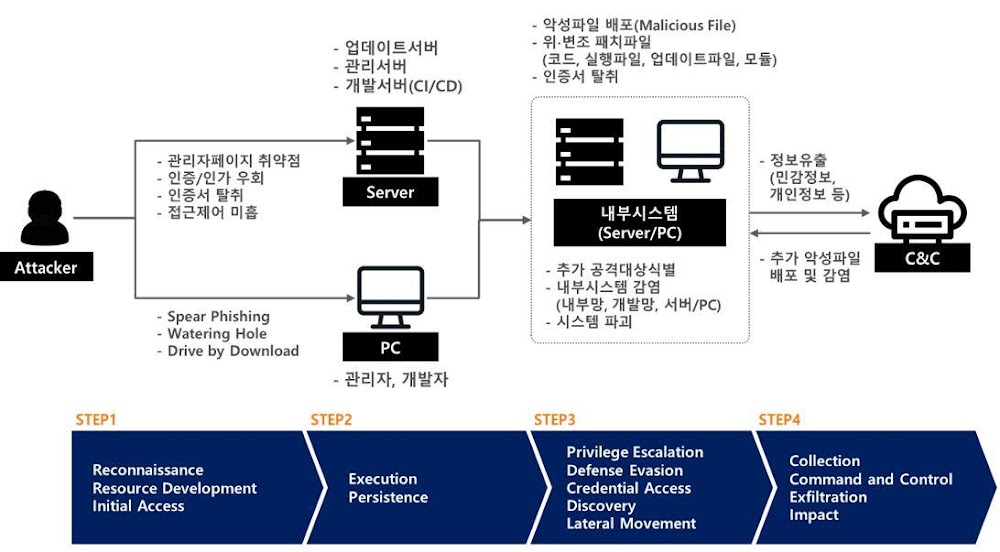 - 업데이트서버
- 관리서버
- 개발서버(CI/CD)
- 악성파일 배포(Malicious File)
- 위·변조 패치파일
(코드, 실행파일, 업데이트파일, 모듈)
- 인증서 탈취
- 관리자페이지 취약점
- 인증/인가 우회
- 인증서 탈취
- 접근제어 미흡
Server
Attacker
- Spear Phishing
- Watering Hole
- Drive by Download
PC
- 관리자, 개발자
내부시스템
(Server/PC)
- 추가 공격대상식별
- 내부시스템 감염
(내부망, 개발망, 서버/PC)
- 시스템 파괴
- 정보유출
(민감정보,
개인정보 등)
C&C
- 추가 악성파일
배포 및 감염
STEP1
Reconnaissance
Resource Development
Initial Access
STEP2
Execution
Persistence
STEP3
Privilege Escalation
Defense Evasion
Credential Access
Discovery
Lateral Movement
STEP4
Collection
Command and Control
Exfiltration
Impact